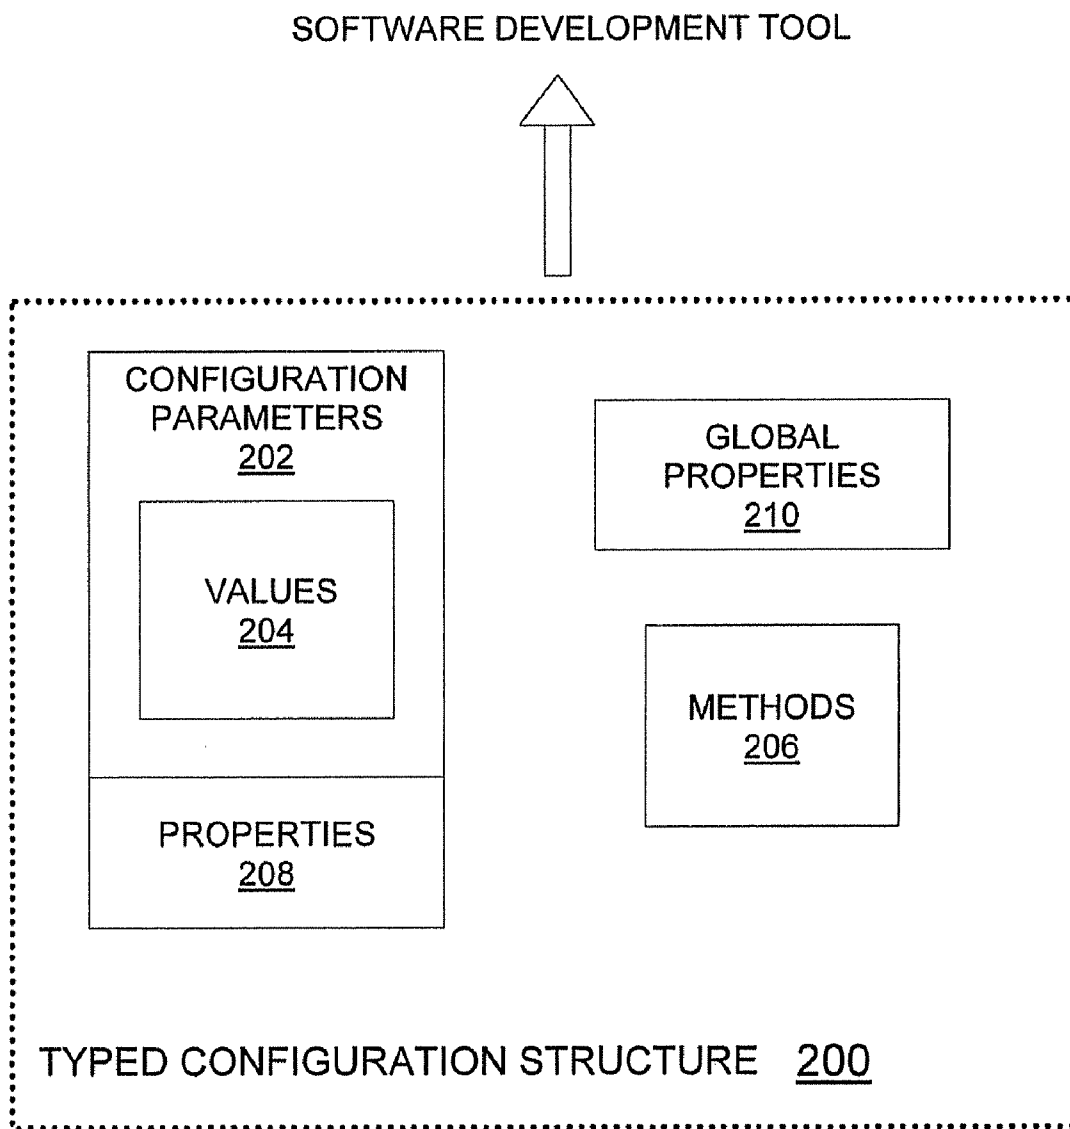 SOFTWARE DEVELOPMENT TOOL
CONFIGURATION
PARAMETERS
202
VALUES
204
PROPERTIES
208
GLOBAL
PROPERTIES
210
METHODS
206
TYPED CONFIGURATION STRUCTURE 200